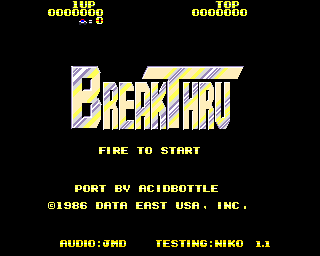 1UP TOP
0000000 0000000
:0
BREAKTHRU
FIRE TO START
PORT BY ACIDBOTTLE
©1986 DATA EAST USA, INC.
AUDIO:JMD TESTING:NIKO 1.1